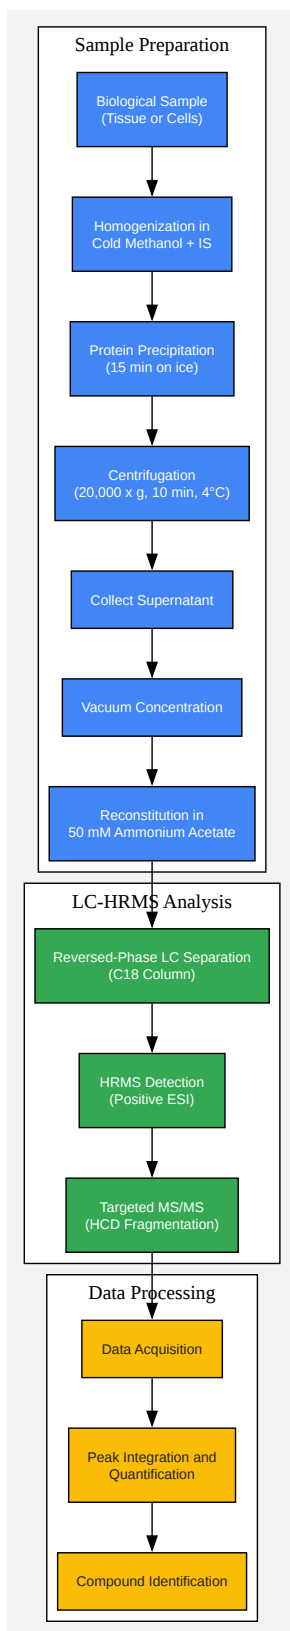 Sample Preparation
Biological Sample
(Tissue or Cells)
Homogenization in
Cold Methanol + IS
Protein Precipitation
(15 min on ice)
Centrifugation
(20,000 x g, 10 min, 4°C)
Collect Supernatant
Vacuum Concentration
Reconstitution in
50 mM Ammonium Acetate
LC-HRMS Analysis
Reversed-Phase LC Separation
(C18 Column)
HRMS Detection
(Positive ESI)
Targeted MS/MS
(HCD Fragmentation)
Data Processing
Data Acquisition
Peak Integration and
Quantification
Compound Identification